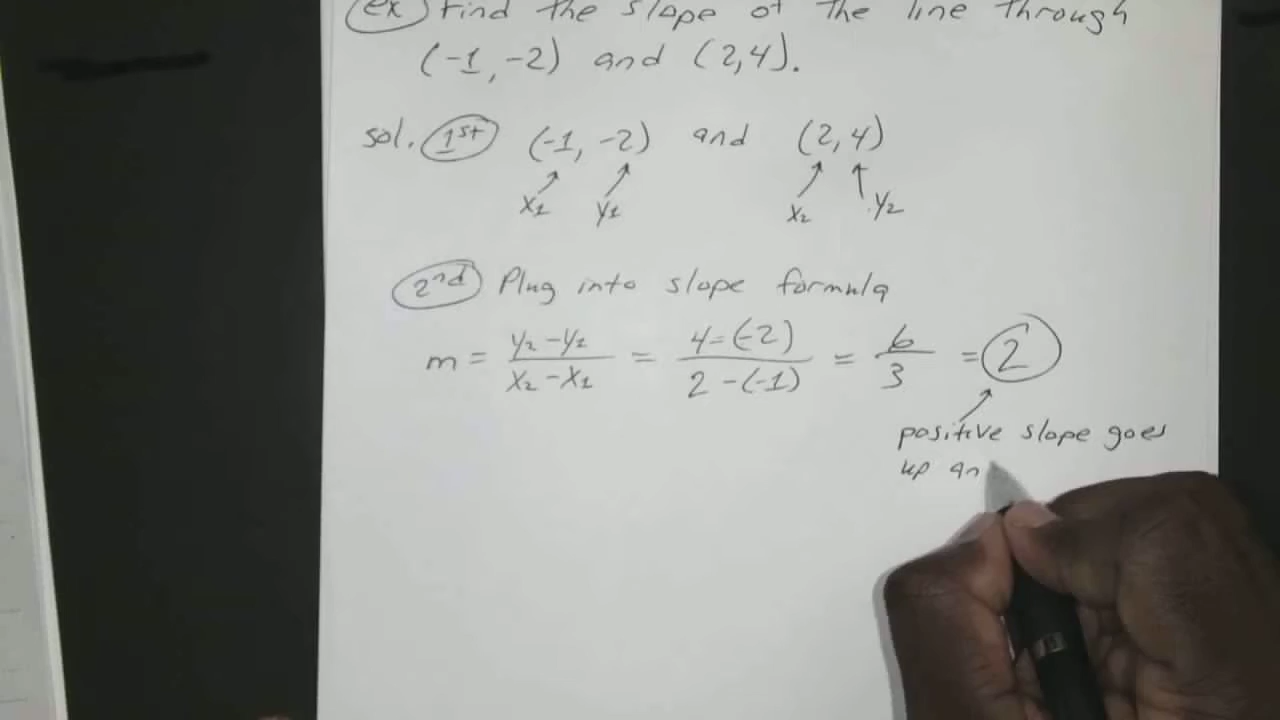 ex Find the slope of the line through
(-1, -2) and (2,4).
sol. 1st (-1, -2) and (2,4)
x1 y1 x2 y2
2nd Plug into slope formula
m = y2-y1 / x2-x1 = 4-(-2) / 2-(-1) = 6/3 = 2
positive slope goes
up an